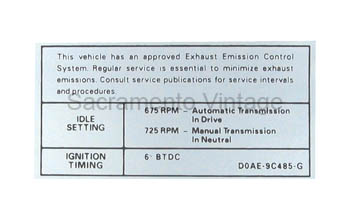 This vehicle has an approved Exhaust Emission Control
System. Regular service is essential to minimize exhaust
emissions. Consult service publications for service intervals
and procedures.
Sacramento Vintage
IDLE
SETTING
675 RPM - Automatic Transmission
In Drive
725 RPM - Manual Transmission
In Neutral
IGNITION
TIMING
6° BTDC
D0AE-9C485-G